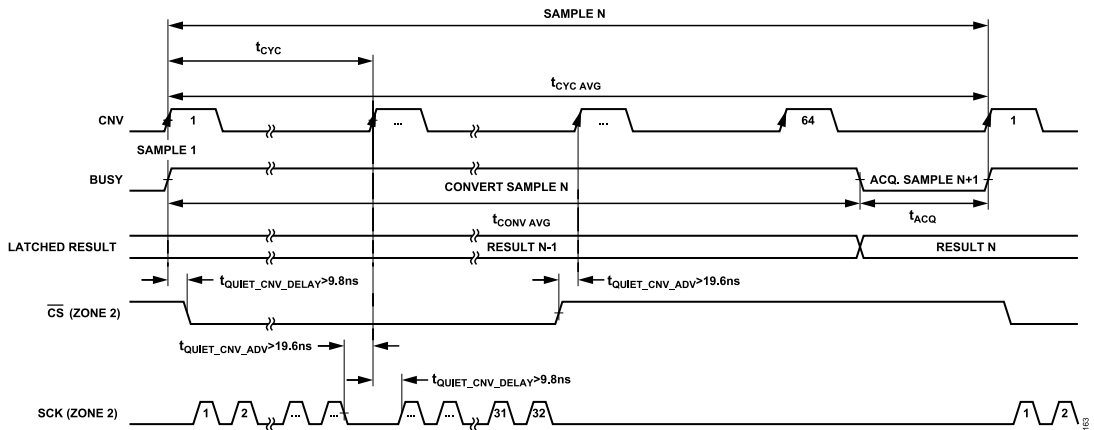 SAMPLE N
tCYC
tCYC AVG
CNV
1
...
...
64
1
SAMPLE 1
BUSY
CONVERT SAMPLE N
ACQ. SAMPLE N+1
tCONV AVG
tACQ
LATCHED RESULT
RESULT N-1
RESULT N
tQUIET_CNV_DELAY>9.8ns
tQUIET_CNV_ADV>19.6ns
CS (ZONE 2)
tQUIET_CNV_ADV>19.6ns
tQUIET_CNV_DELAY>9.8ns
SCK (ZONE 2)
1
2
...
...
...
...
31
32
1
2
163